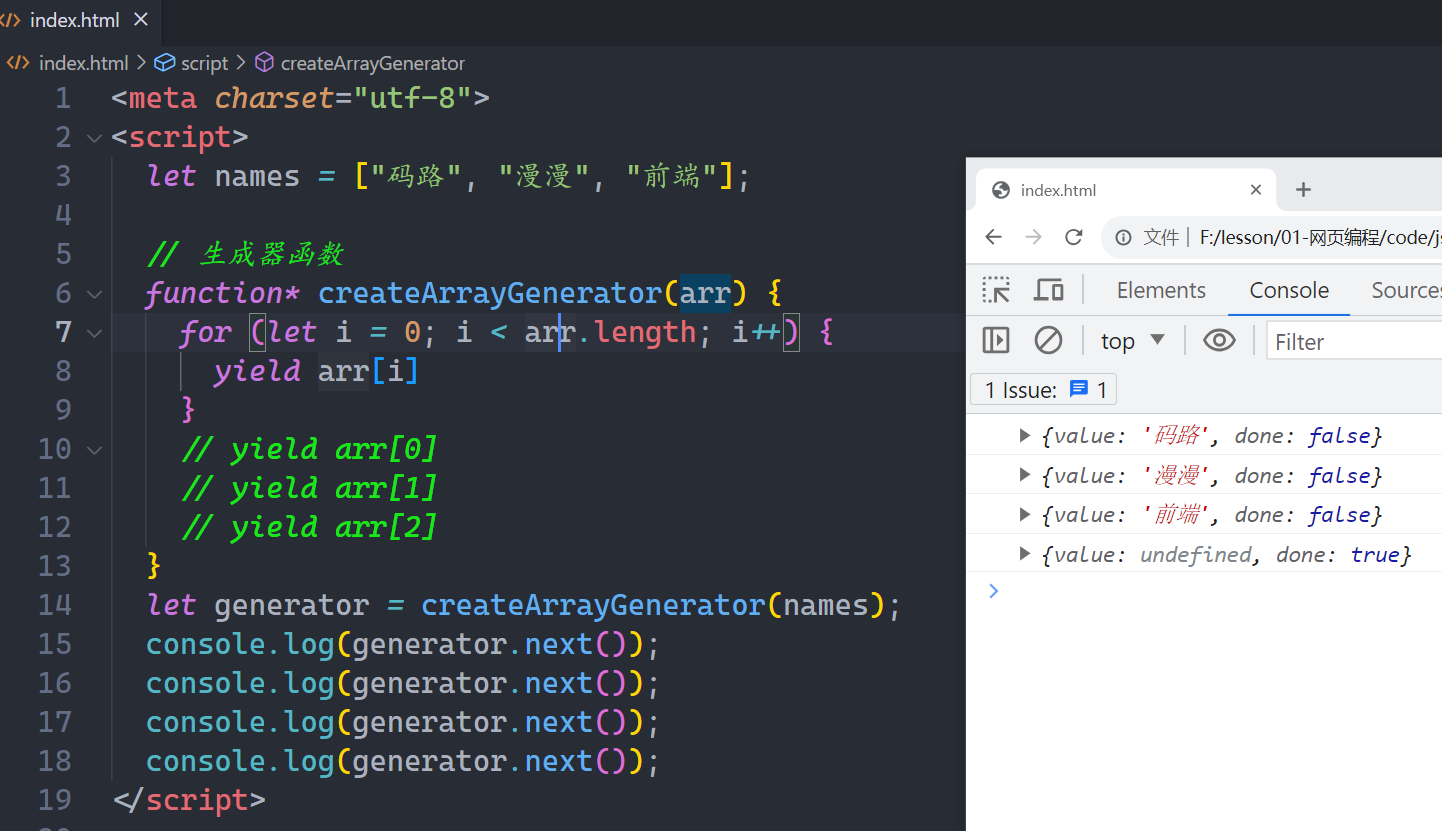 index.html
index.html > script > createArrayGenerator
1 <meta charset="utf-8">
2 <script>
3 let names = ["码路", "漫漫", "前端"];
4
5 // 生成器函数
6 function* createArrayGenerator(arr) {
7 for (let i = 0; i < arr.length; i++) {
8 yield arr[i]
9 }
10 // yield arr[0]
11 // yield arr[1]
12 // yield arr[2]
13 }
14 let generator = createArrayGenerator(names);
15 console.log(generator.next());
16 console.log(generator.next());
17 console.log(generator.next());
18 console.log(generator.next());
19 </script>
index.html
文件 | F:/lesson/01-网页编程/code/js
Elements Console Sources
top Filter
1 Issue: 1
{value: '码路', done: false}
{value: '漫漫', done: false}
{value: '前端', done: false}
{value: undefined, done: true}